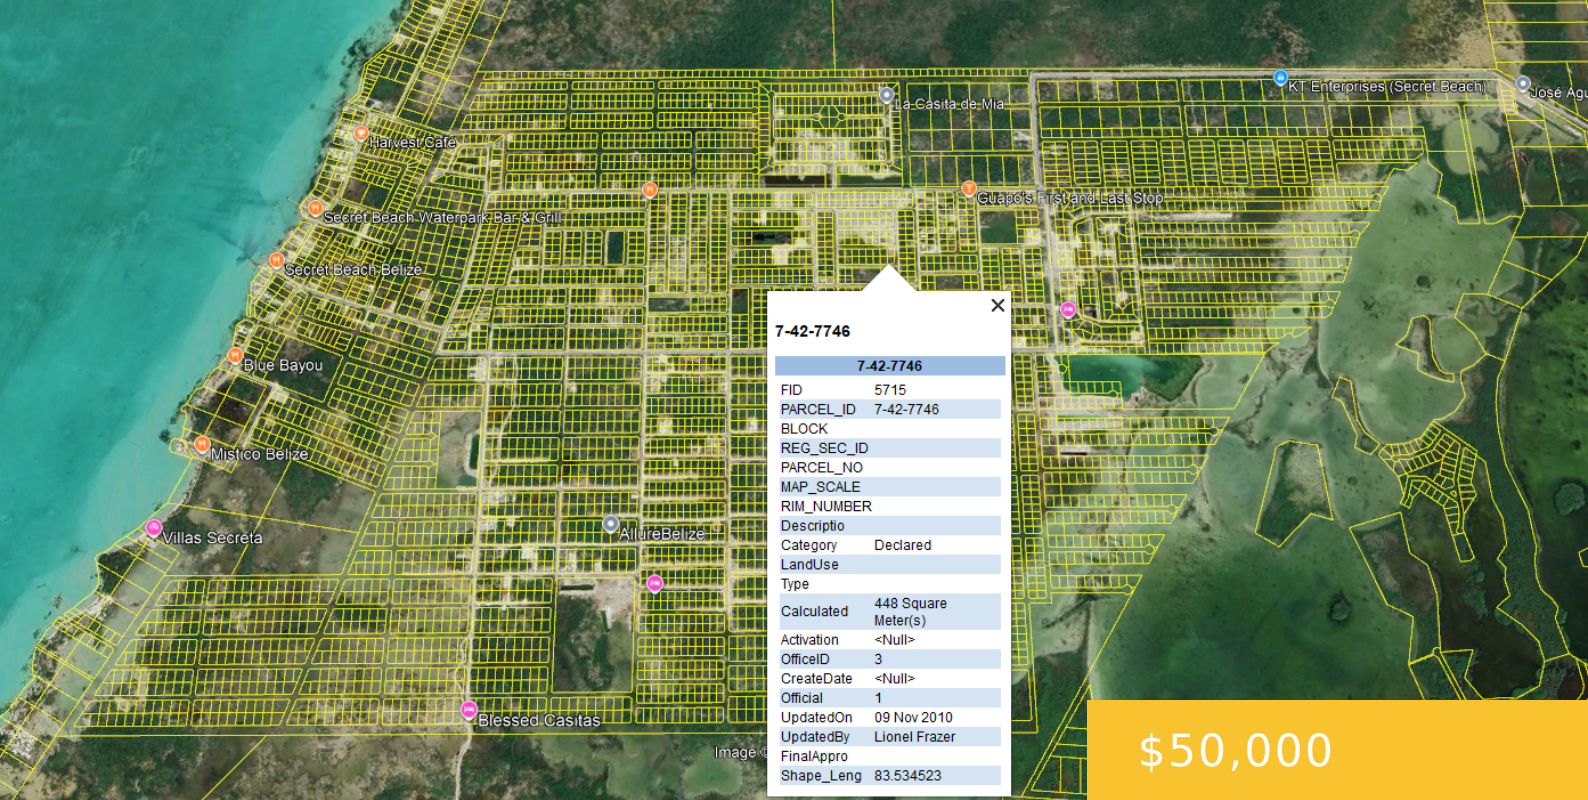 La Casita de Mia
KT Enterprises (Secret Beach)
José Agu
Harvest Cafe
Guapo's First and Last Stop
Secret Beach Waterpark Bar & Grill
Secret Beach Belize
Blue Bayou
Mistico Belize
Villas Secreta
AllureBelize
Blessed Casitas
Image ©
7-42-7746
7-42-7746
FID 5715
PARCEL_ID 7-42-7746
BLOCK
REG_SEC_ID
PARCEL_NO
MAP_SCALE
RIM_NUMBER
Descriptio
Category Declared
LandUse
Type
Calculated 448 Square
Meter(s)
Activation <Null>
OfficeID 3
CreateDate <Null>
Official 1
UpdatedOn 09 Nov 2010
UpdatedBy Lionel Frazer
FinalAppro
Shape_Leng 83.534523
$50,000